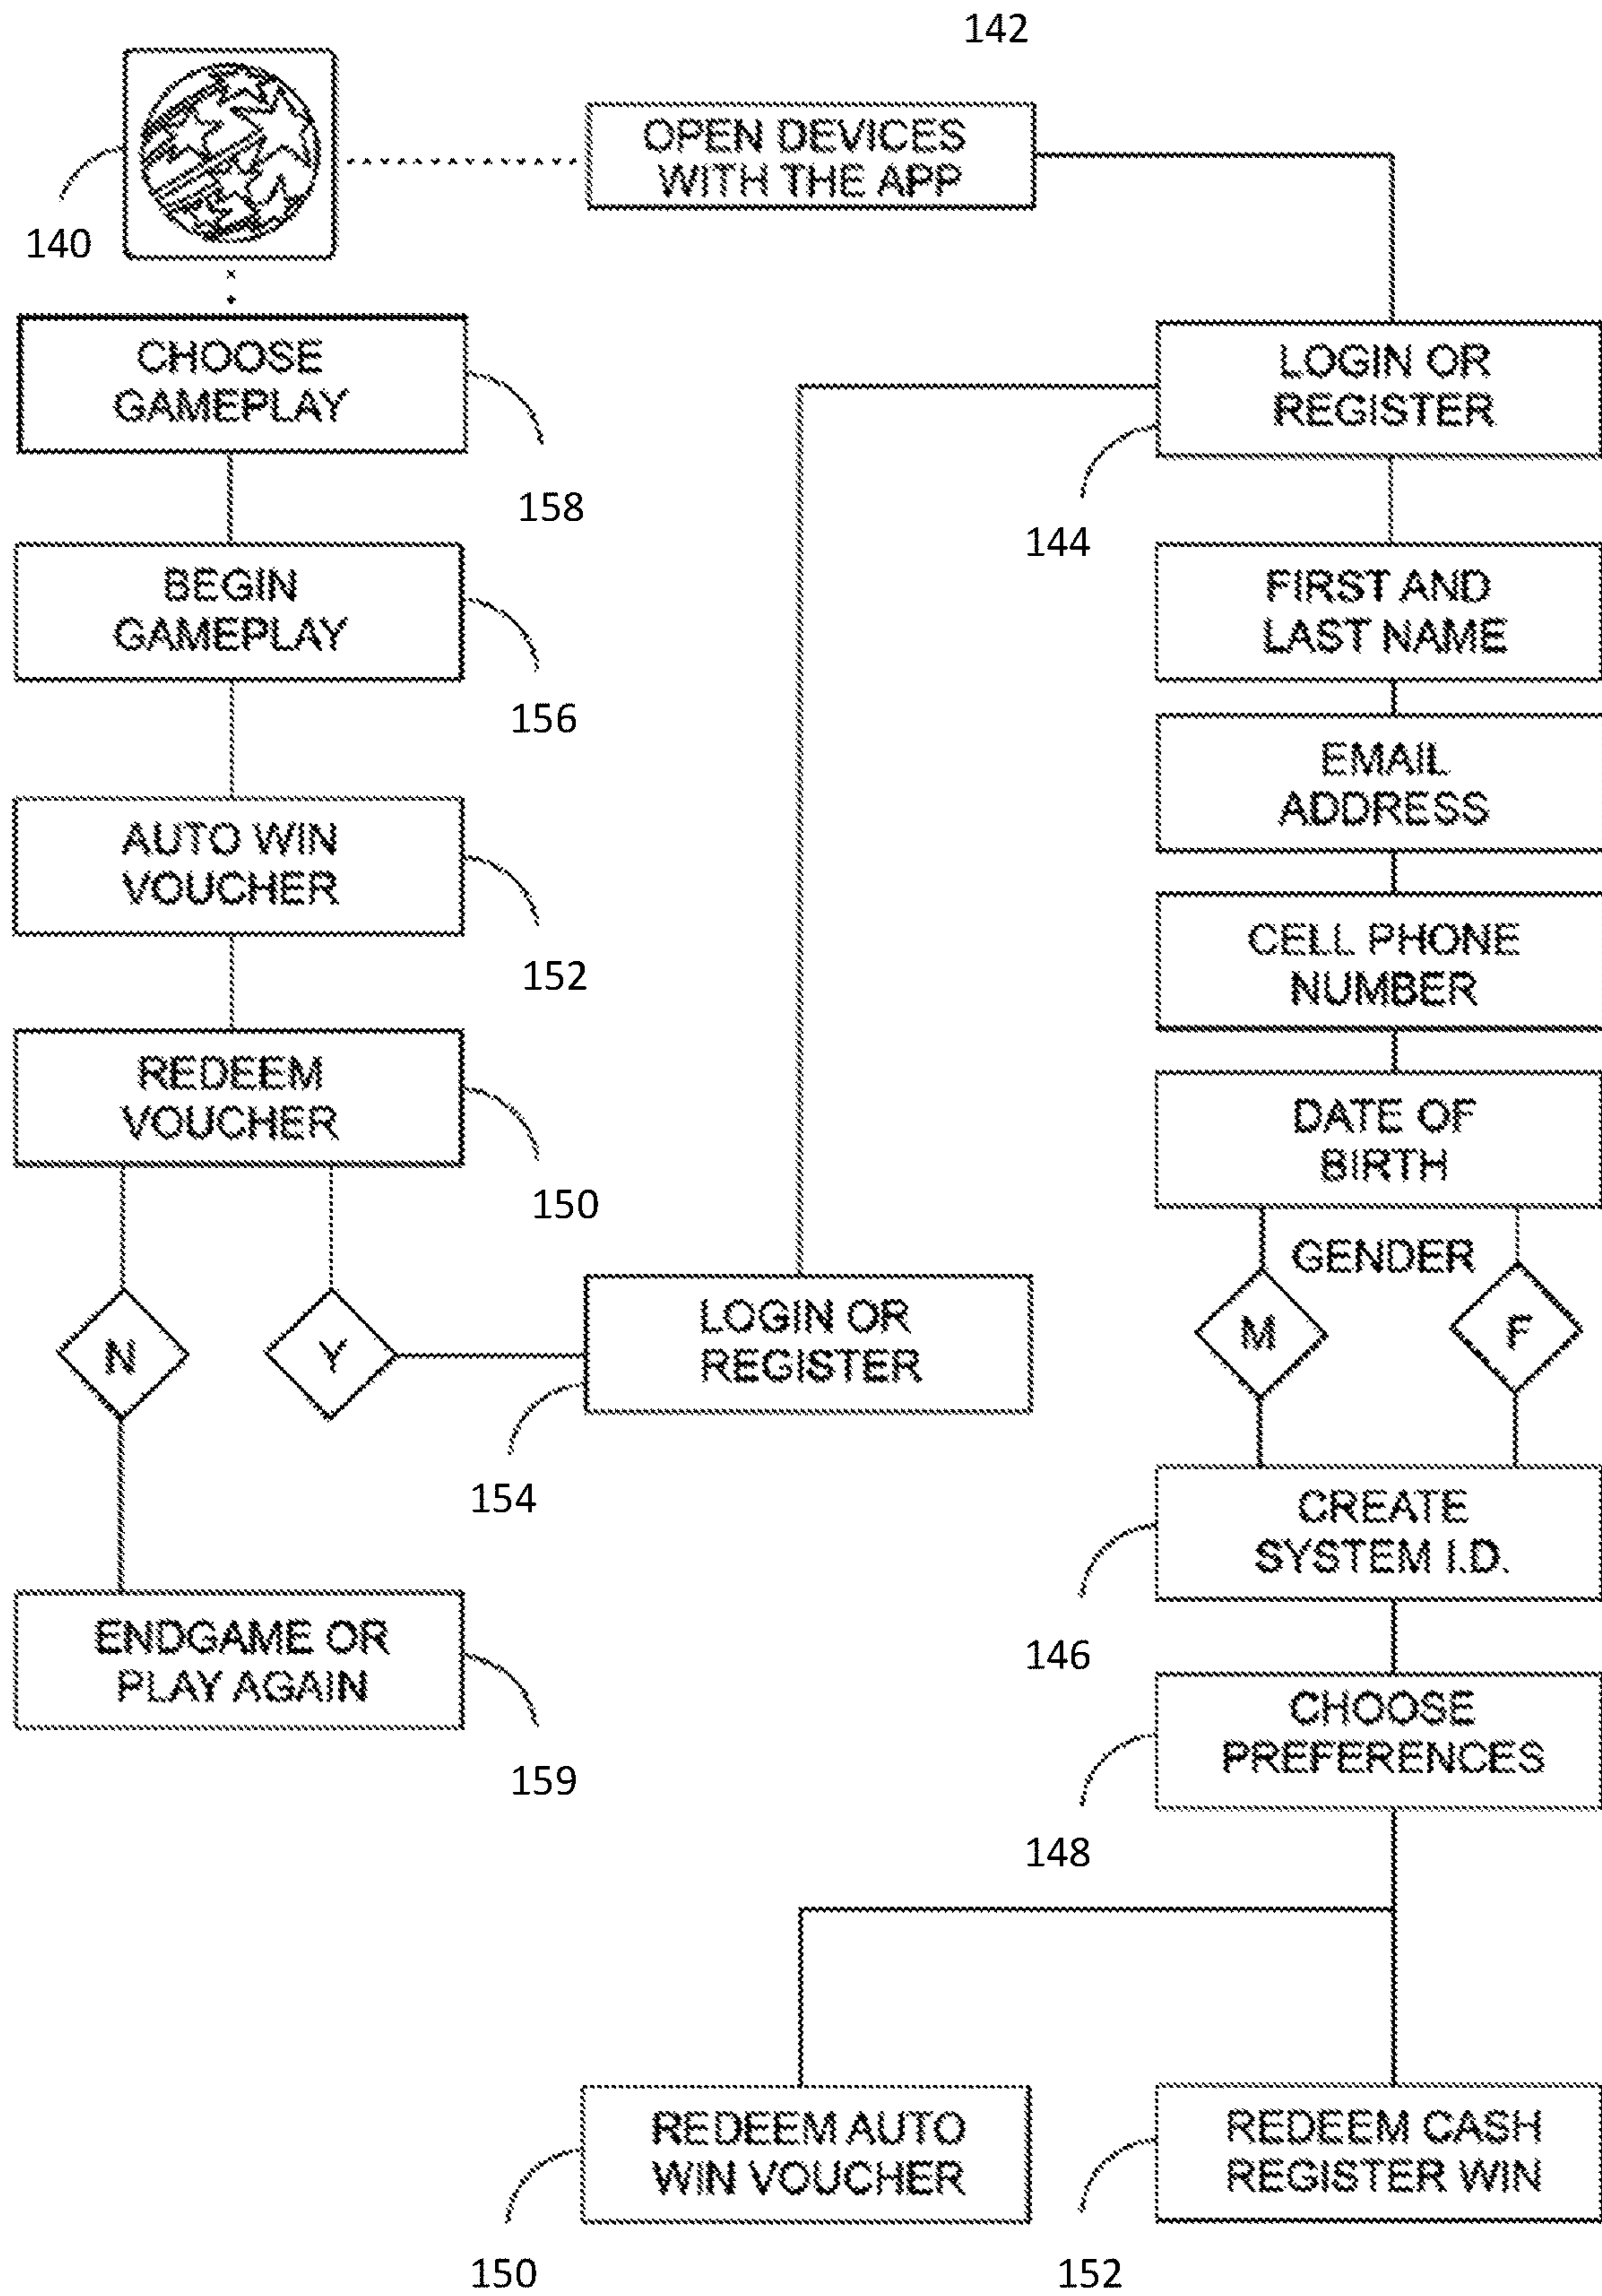 142
OPEN DEVICES
WITH THE APP
140
CHOOSE
GAMEPLAY
158
BEGIN
GAMEPLAY
156
AUTO WIN
VOUCHER
152
REDEEM
VOUCHER
150
N
Y
LOGIN OR
REGISTER
154
ENDGAME OR
PLAY AGAIN
159
LOGIN OR
REGISTER
144
FIRST AND
LAST NAME
EMAIL
ADDRESS
CELL PHONE
NUMBER
DATE OF
BIRTH
GENDER
M
F
CREATE
SYSTEM I.D.
146
CHOOSE
PREFERENCES
148
REDEEM AUTO
WIN VOUCHER
150
REDEEM CASH
REGISTER WIN
152